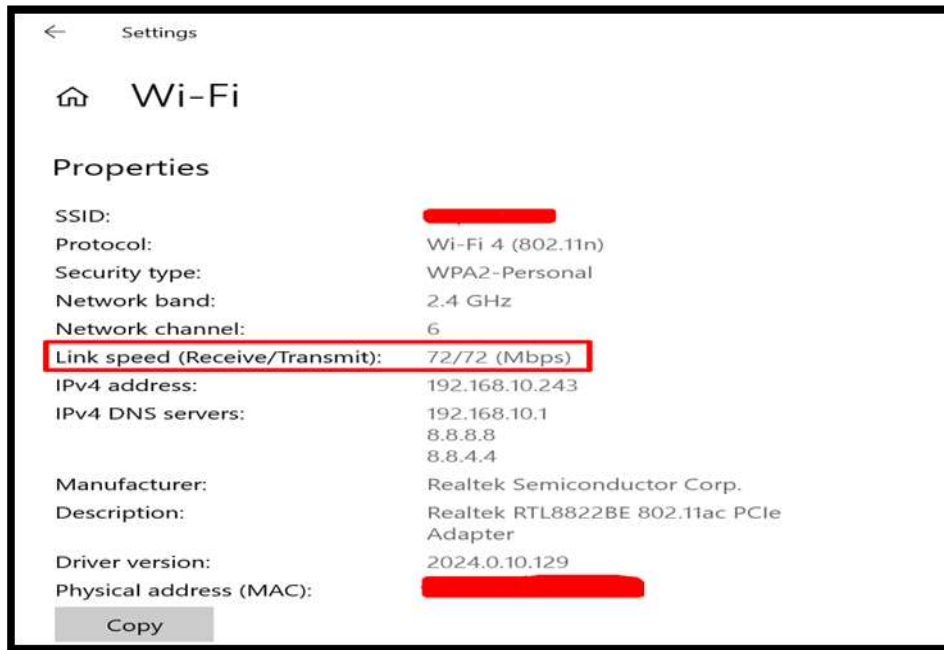 Settings
Wi-Fi
Properties
SSID:
Protocol: Wi-Fi 4 (802.11n)
Security type: WPA2-Personal
Network band: 2.4 GHz
Network channel: 6
Link speed (Receive/Transmit): 72/72 (Mbps)
IPv4 address: 192.168.10.243
IPv4 DNS servers: 192.168.10.1
8.8.8.8
8.8.4.4
Manufacturer: Realtek Semiconductor Corp.
Description: Realtek RTL8822BE 802.11ac PCIe
Adapter
Driver version: 2024.0.10.129
Physical address (MAC):
Copy